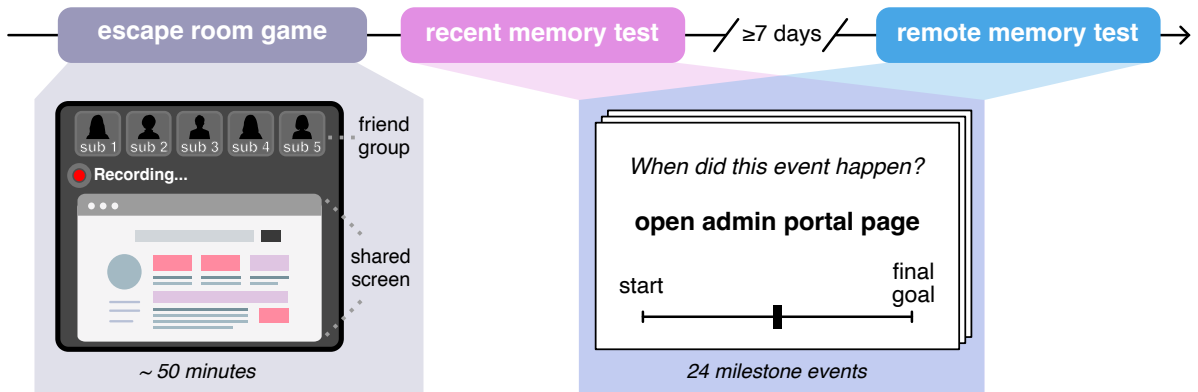 escape room game
recent memory test
≥7 days
remote memory test
sub 1
sub 2
sub 3
sub 4
sub 5
friend
group
Recording...
shared
screen
~ 50 minutes
When did this event happen?
open admin portal page
start
final
goal
24 milestone events